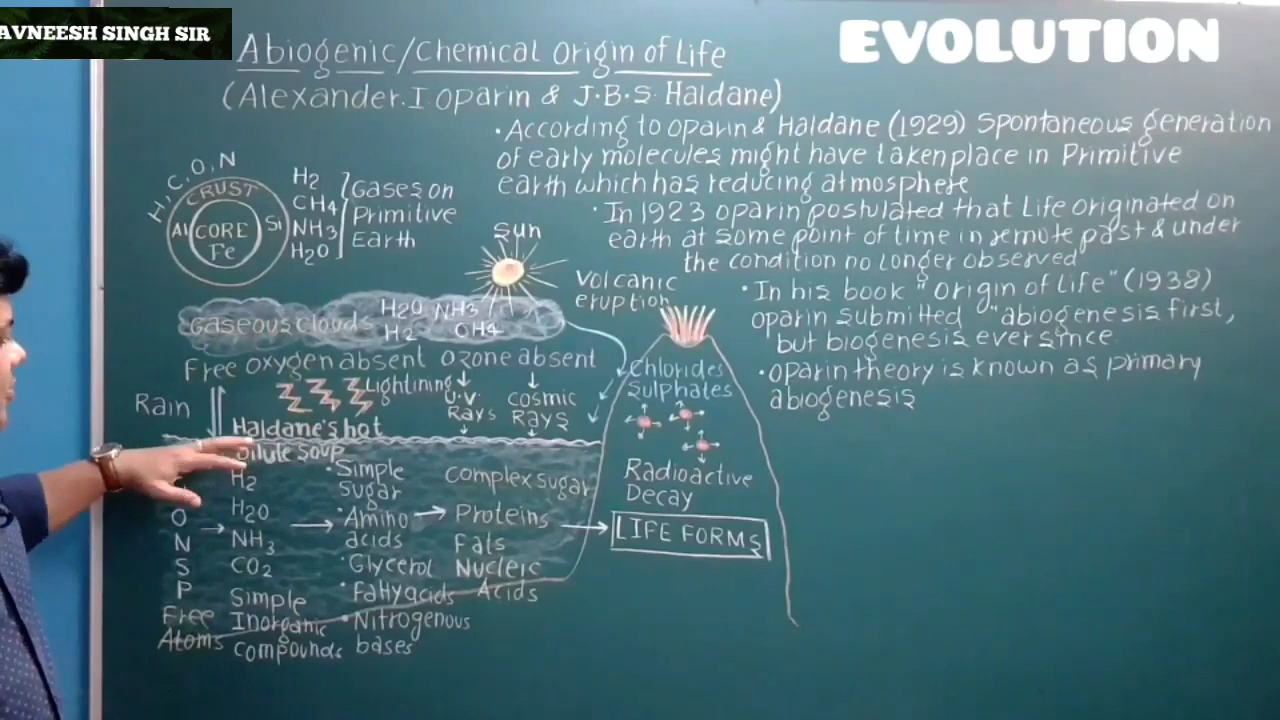 AVNEESH SINGH SIR
EVOLUTION
Abiogenic/Chemical Origin of Life
(Alexander.I.oparin & J.B.S. Haldane)
• According to oparin & Haldane (1929) Spontaneous generation
of early molecules might have taken place in Primitive
earth which has reducing atmosphere
• In 1923 oparin postulated that Life originated on
earth at some point of time in remote past & under
the condition no longer observed
• In his book "origin of life" (1938)
oparin submitted "abiogenesis first,
but biogenesis ever since
• oparin theory is known as primary
abiogenesis
H, C, O, N
CRUST
Al
CORE
Si
Fe
H2
CH4
NH3
H2O
Gases on
Primitive
Earth
Sun
Gaseous clouds
H2O NH3
H2 CH4
Free oxygen absent ozone absent
Rain
Lightining
U.V.
Rays
cosmic
Rays
volcanic
eruption
Chlorides
Sulphates
Radioactive
Decay
LIFE FORMS
Haldane's hot
Dilute soup
O
N
S
P
Free
Atoms
H2
H2O
NH3
CO2
Simple
Inorganic
compounds
• Simple
sugar
• Amino
acids
• Glycerol
• Fattyacids
• Nitrogenous
bases
complex sugar
Proteins
Fats
Nucleic
Acids